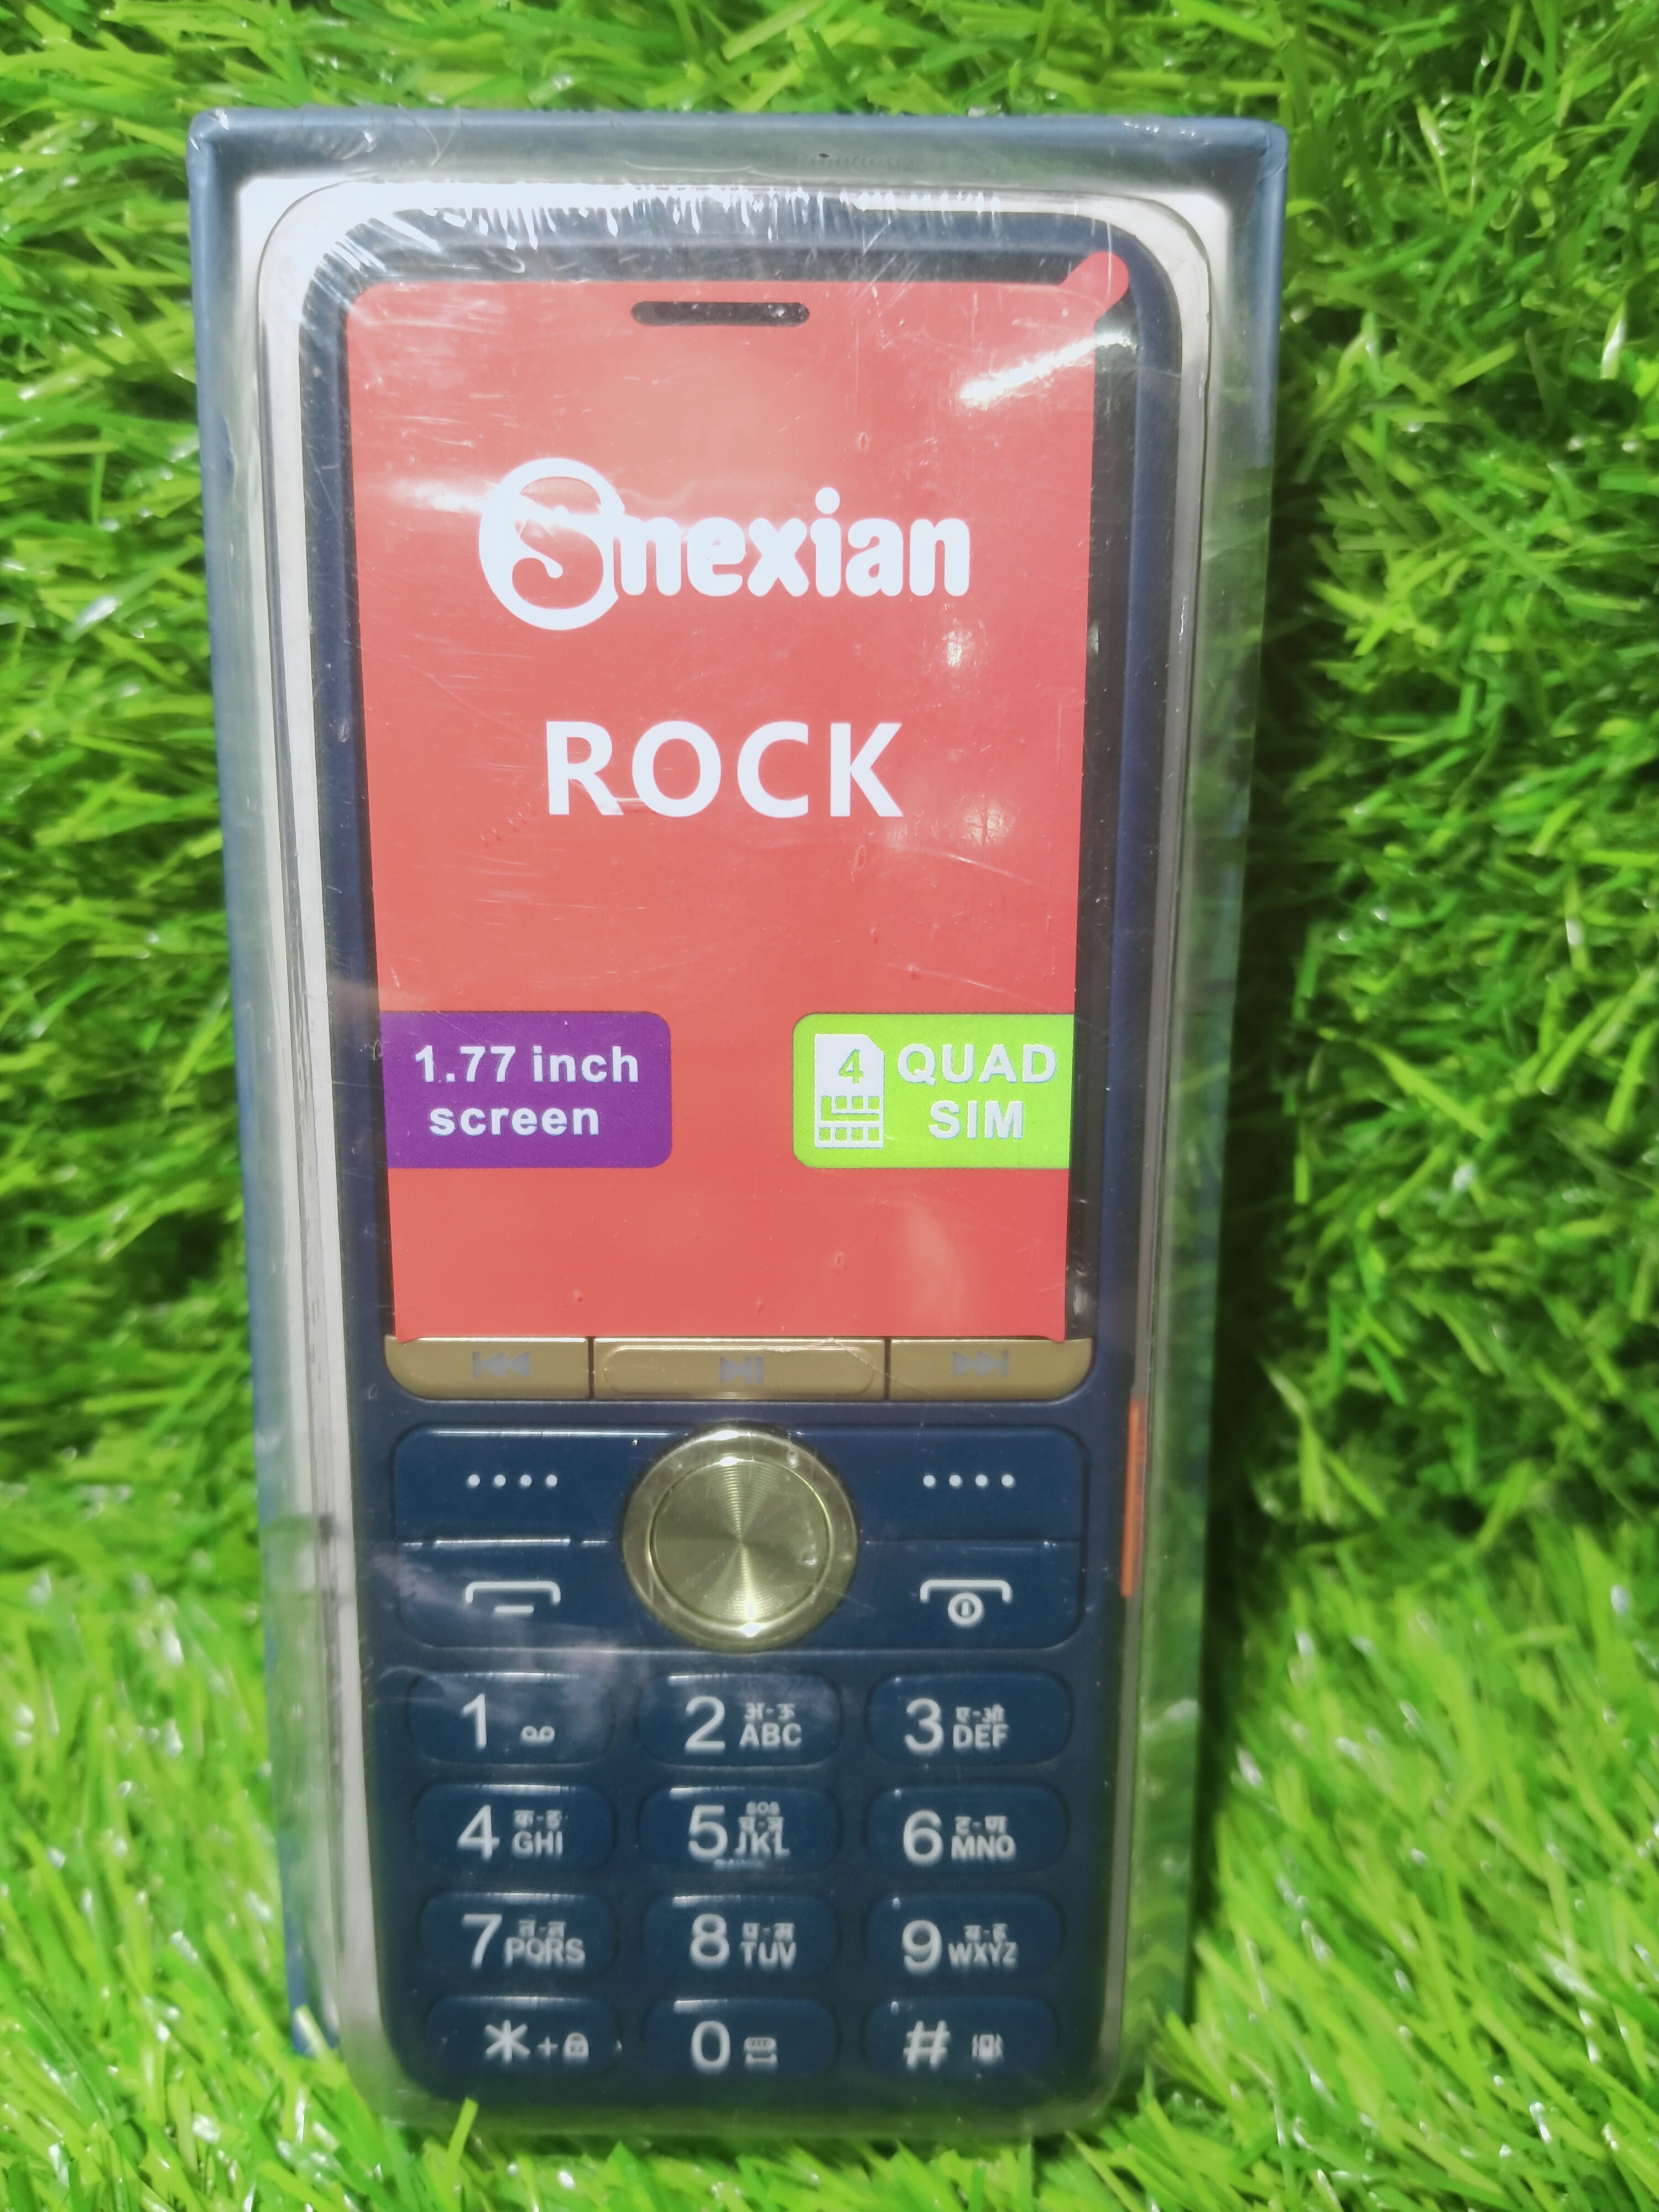 Snexian
ROCK
1.77 inch
screen
4 QUAD
SIM
1
2 अ-ऊ
ABC
3 ए-औ
DEF
4 क-ङ
GHI
SOS
5
JKL
6 ट-ण
MNO
7
PQRS
8 प-म
TUV
9 य-ह
WXYZ
*+
0
#